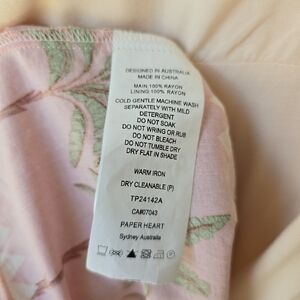 DESIGNED IN AUSTRALIA
MADE IN CHINA
MAIN:100% RAYON
LINING:100% RAYON
COLD GENTLE MACHINE WASH
SEPARATELY WITH MILD
DETERGENT
DO NOT SOAK
DO NOT WRING OR RUB
DO NOT BLEACH
DO NOT TUMBLE DRY
DRY FLAT IN SHADE
WARM IRON
DRY CLEANABLE (P)
TP24142A
CA#07043
PAPER HEART
Sydney Australia